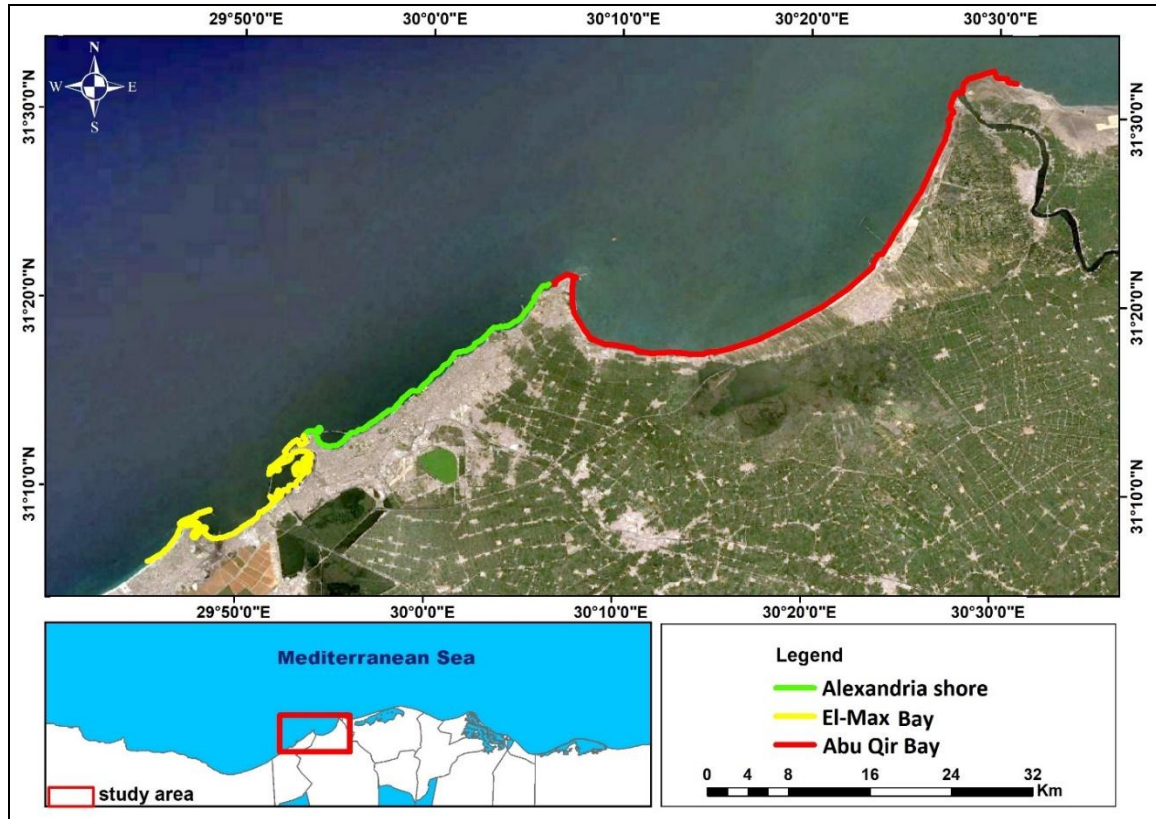 29°50'0"E 30°00'0"E 30°10'0"E 30°20'0"E 30°30'0"E
N
W E
S
31°30'0"N 31°30'0"N
31°20'0"N 31°20'0"N
31°10'0"N 31°10'0"N
29°50'0"E 30°00'0"E 30°10'0"E 30°20'0"E 30°30'0"E
Mediterranean Sea
study area
Legend
Alexandria shore
El-Max Bay
Abu Qir Bay
0 4 8 16 24 32
Km